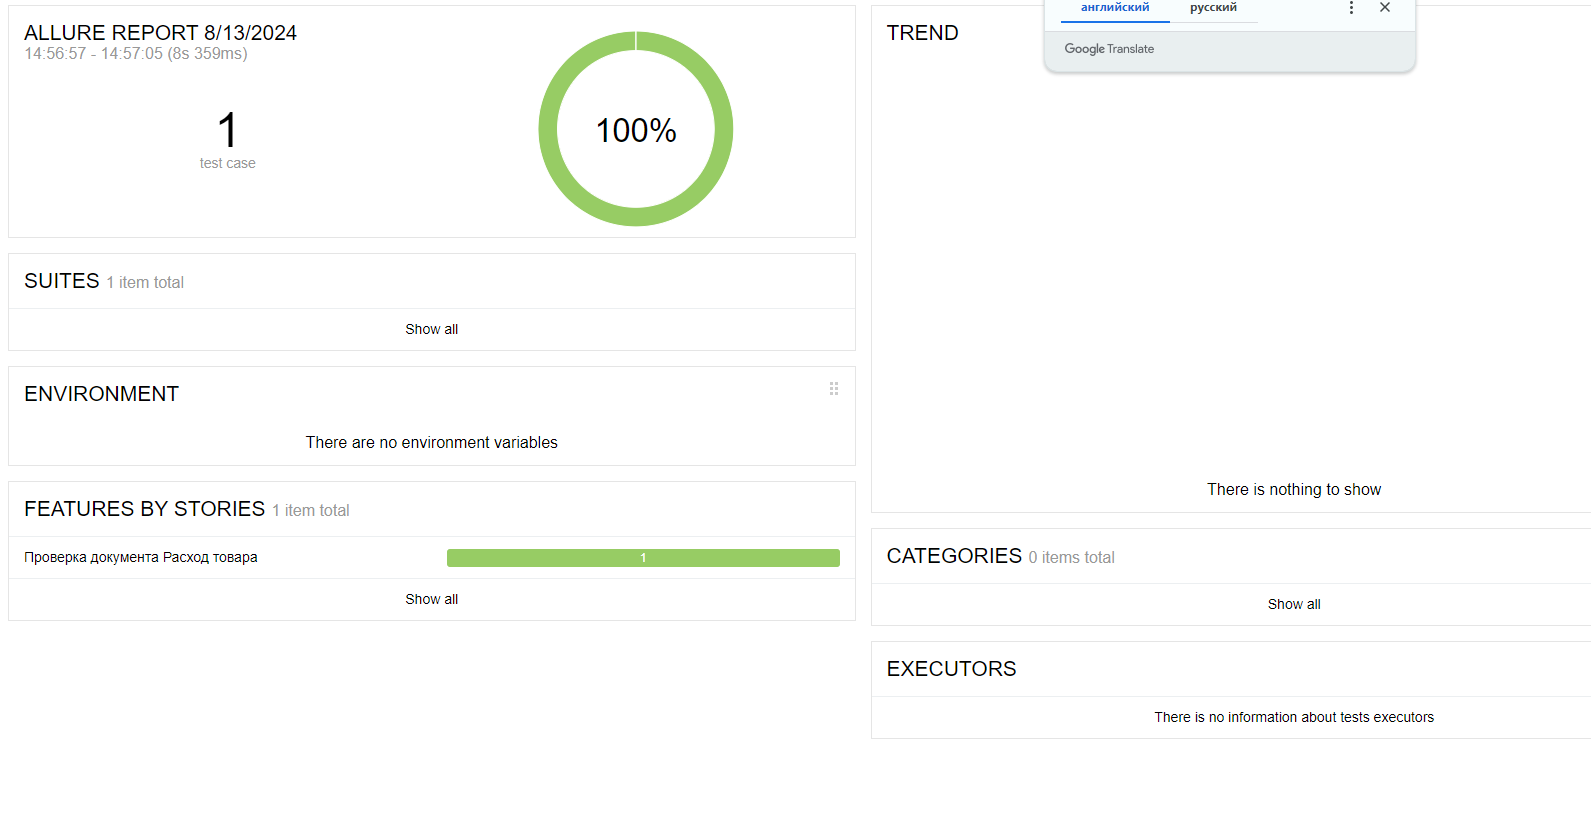 ALLURE REPORT 8/13/2024
14:56:57 - 14:57:05 (8s 359ms)
1
test case
100%
SUITES 1 item total
Show all
ENVIRONMENT
There are no environment variables
FEATURES BY STORIES 1 item total
Проверка документа Расход товара 1
Show all
TREND
английский русский
Google Translate
There is nothing to show
CATEGORIES 0 items total
Show all
EXECUTORS
There is no information about tests executors